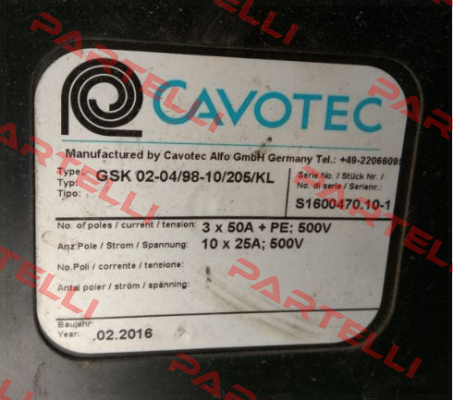 CAVOTEC
Manufactured by Cavotec Alfo GmbH Germany Tel.: +49-22066095
Type: GSK 02-04/98-10/205/KL
Typ:
Tipo:
Serie No. / Stück Nr. /
No. di serie / Serienr.:
S1600470.10-1
No. of poles / current / tension: 3 x 50A + PE; 500V
Anz.Pole / Strom / Spannung: 10 x 25A; 500V
No.Poli / corrente / tensione:
Antal poler / ström / spänning:
Baujahr:
Year: .02.2016
PARTELLI
PARTELLI
PARTELLI
PARTELLI
PARTELLI